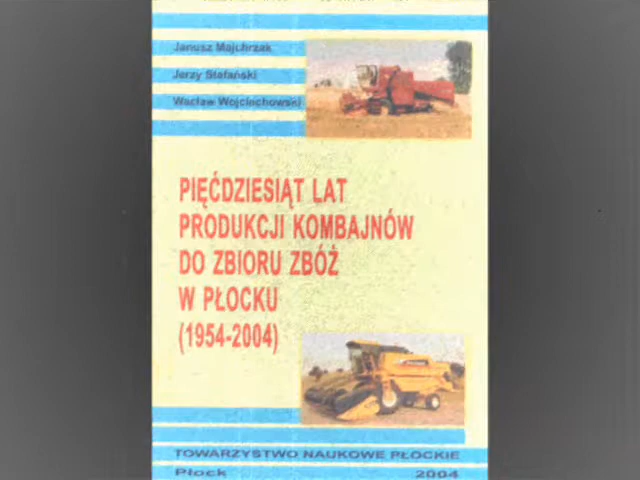 Janusz Majchrzak
Jerzy Stefański
Wacław Wojciechowski
PIĘĆDZIESIĄT LAT
PRODUKCJI KOMBAJNÓW
DO ZBIORU ZBÓŻ
W PŁOCKU
(1954-2004)
TOWARZYSTWO NAUKOWE PŁOCKIE
Płock 2004